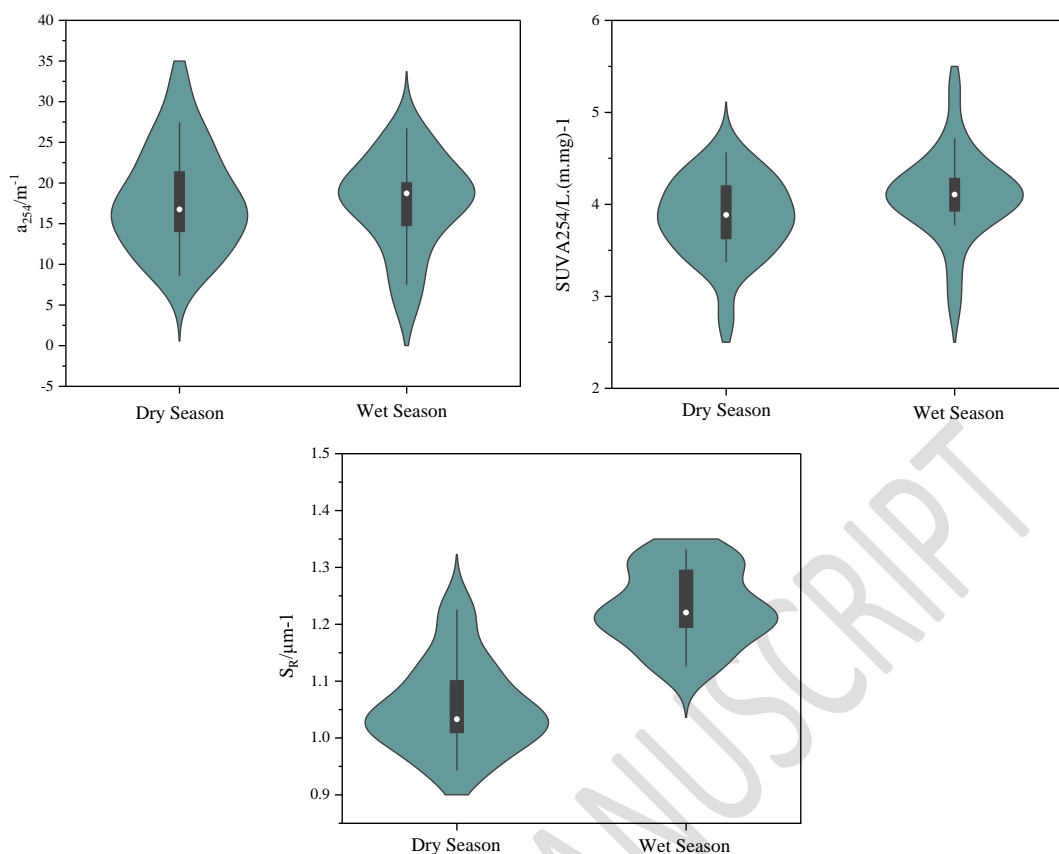 40
35
30
25
20
15
10
5
0
-5
a₂₅₄/m⁻¹
Dry Season
Wet Season
6
5
4
3
2
SUVA254/L.(m.mg)-1
Dry Season
Wet Season
1.5
1.4
1.3
1.2
1.1
1.0
0.9
S_R/μm-1
Dry Season
Wet Season
MANUSCRIPT